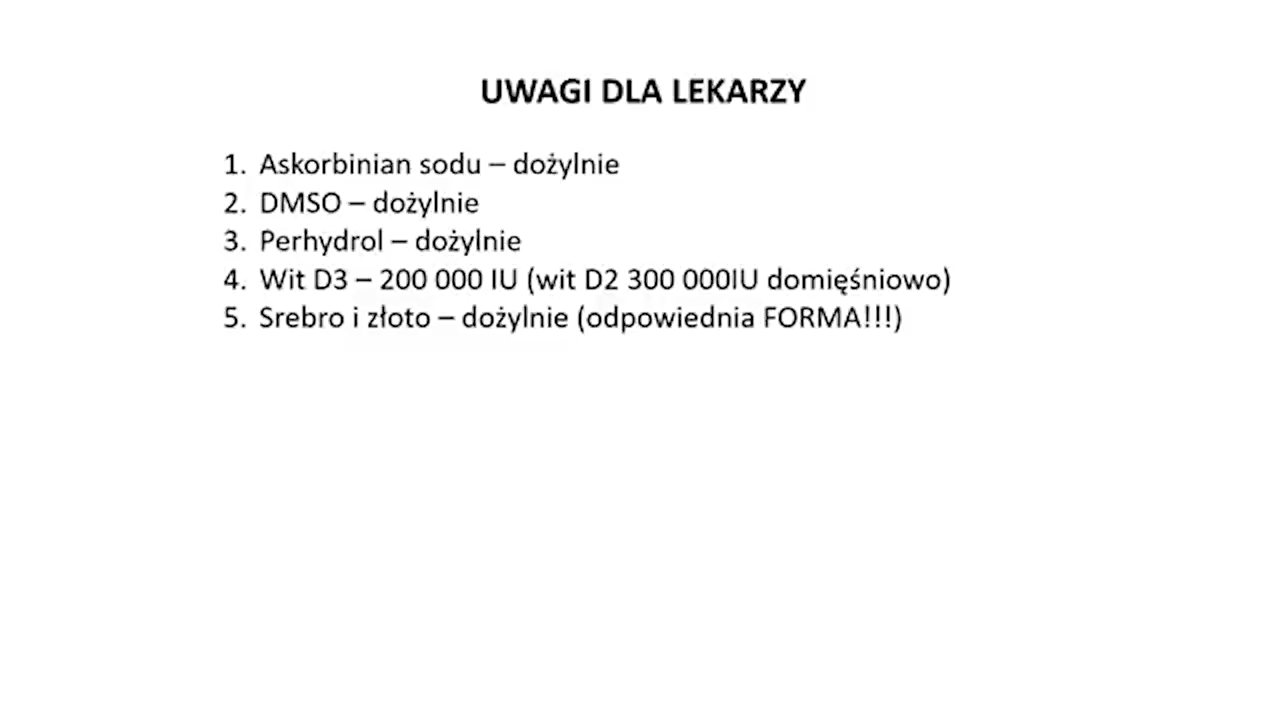 UWAGI DLA LEKARZY
1. Askorbinian sodu – dożylnie
2. DMSO – dożylnie
3. Perhydrol – dożylnie
4. Wit D3 – 200 000 IU (wit D2 300 000IU domięśniowo)
5. Srebro i złoto – dożylnie (odpowiednia FORMA!!!)